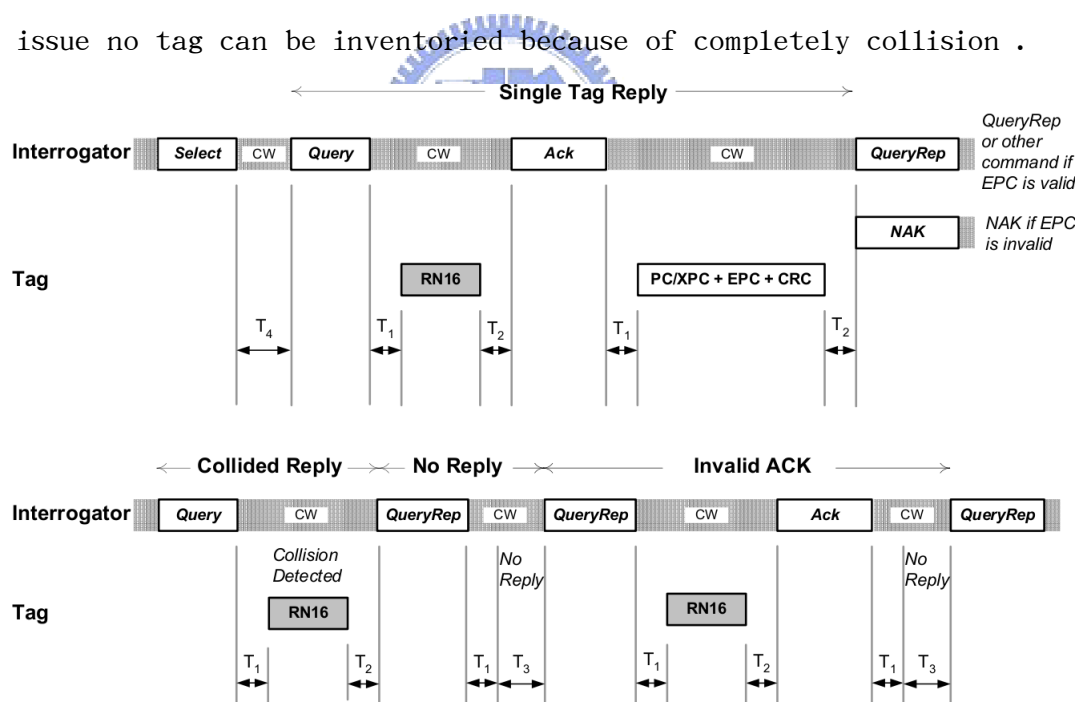 issue no tag can be inventoried because of completely collision .
Single Tag Reply
Interrogator Select CW Query CW Ack CW QueryRep
QueryRep
or other
command if
EPC is valid
NAK
NAK if EPC
is invalid
Tag RN16 PC/XPC + EPC + CRC
T4 T1 T2 T1 T2
Collided Reply No Reply Invalid ACK
Interrogator Query CW QueryRep CW QueryRep CW Ack CW QueryRep
Collision
Detected
No
Reply
No
Reply
Tag RN16 RN16
T1 T2 T1 T3 T1 T2 T1 T3